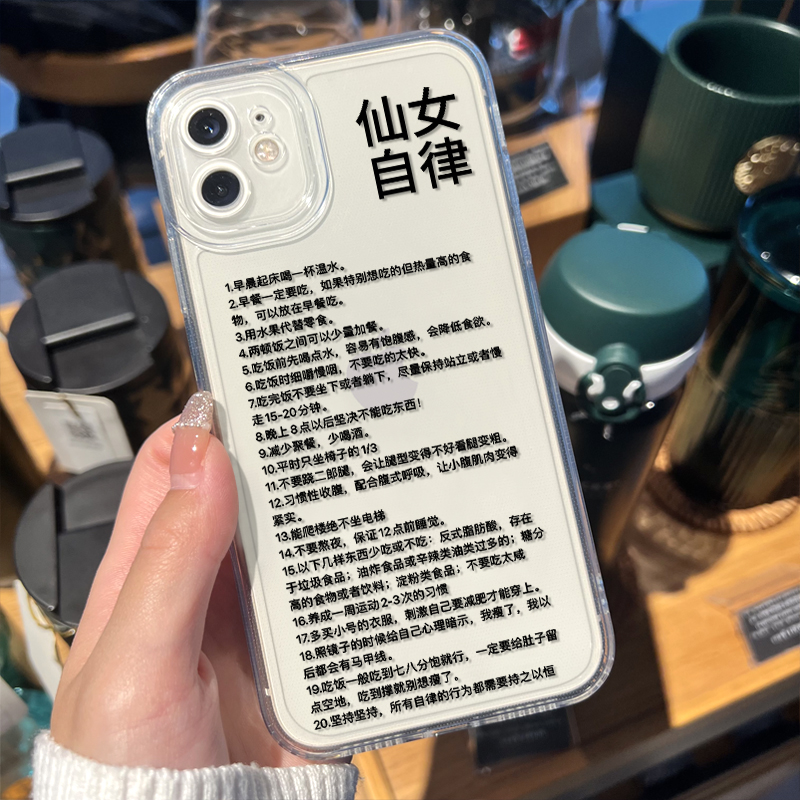 仙女
自律
1.早晨起床喝一杯温水。
2.早餐一定要吃，如果特别想吃的但热量高的食
物，可以放在早餐吃。
3.用水果代替零食。
4.两顿饭之间可以少量加餐。
5.吃饭前先喝点水，容易有饱腹感，会降低食欲。
6.吃饭时细嚼慢咽，不要吃的太快。
7.吃完饭不要坐下或者躺下，尽量保持站立或者慢
走15-20分钟。
8.晚上8点以后坚决不能吃东西！
9.减少聚餐，少喝酒。
10.平时只坐椅子的1/3
11.不要跷二郎腿，会让腿型变得不好看腿变粗。
12.习惯性收腹，配合腹式呼吸，让小腹肌肉变得
紧实。
13.能爬楼绝不坐电梯
14.不要熬夜，保证12点前睡觉。
15.以下几样东西少吃或不吃：反式脂肪酸，存在
于垃圾食品；油炸食品或辛辣类油类过多的；糖分
高的食物或者饮料；淀粉类食品；不要吃太咸
16.养成一周运动2-3次的习惯
17.多买小号的衣服，刺激自己要减肥才能穿上。
18.照镜子的时候给自己心理暗示，我瘦了，我以
后都会有马甲线。
19.吃饭一般吃到七八分饱就行，一定要给肚子留
点空地，吃到撑就别想瘦了。
20.坚持坚持，所有自律的行为都需要持之以恒